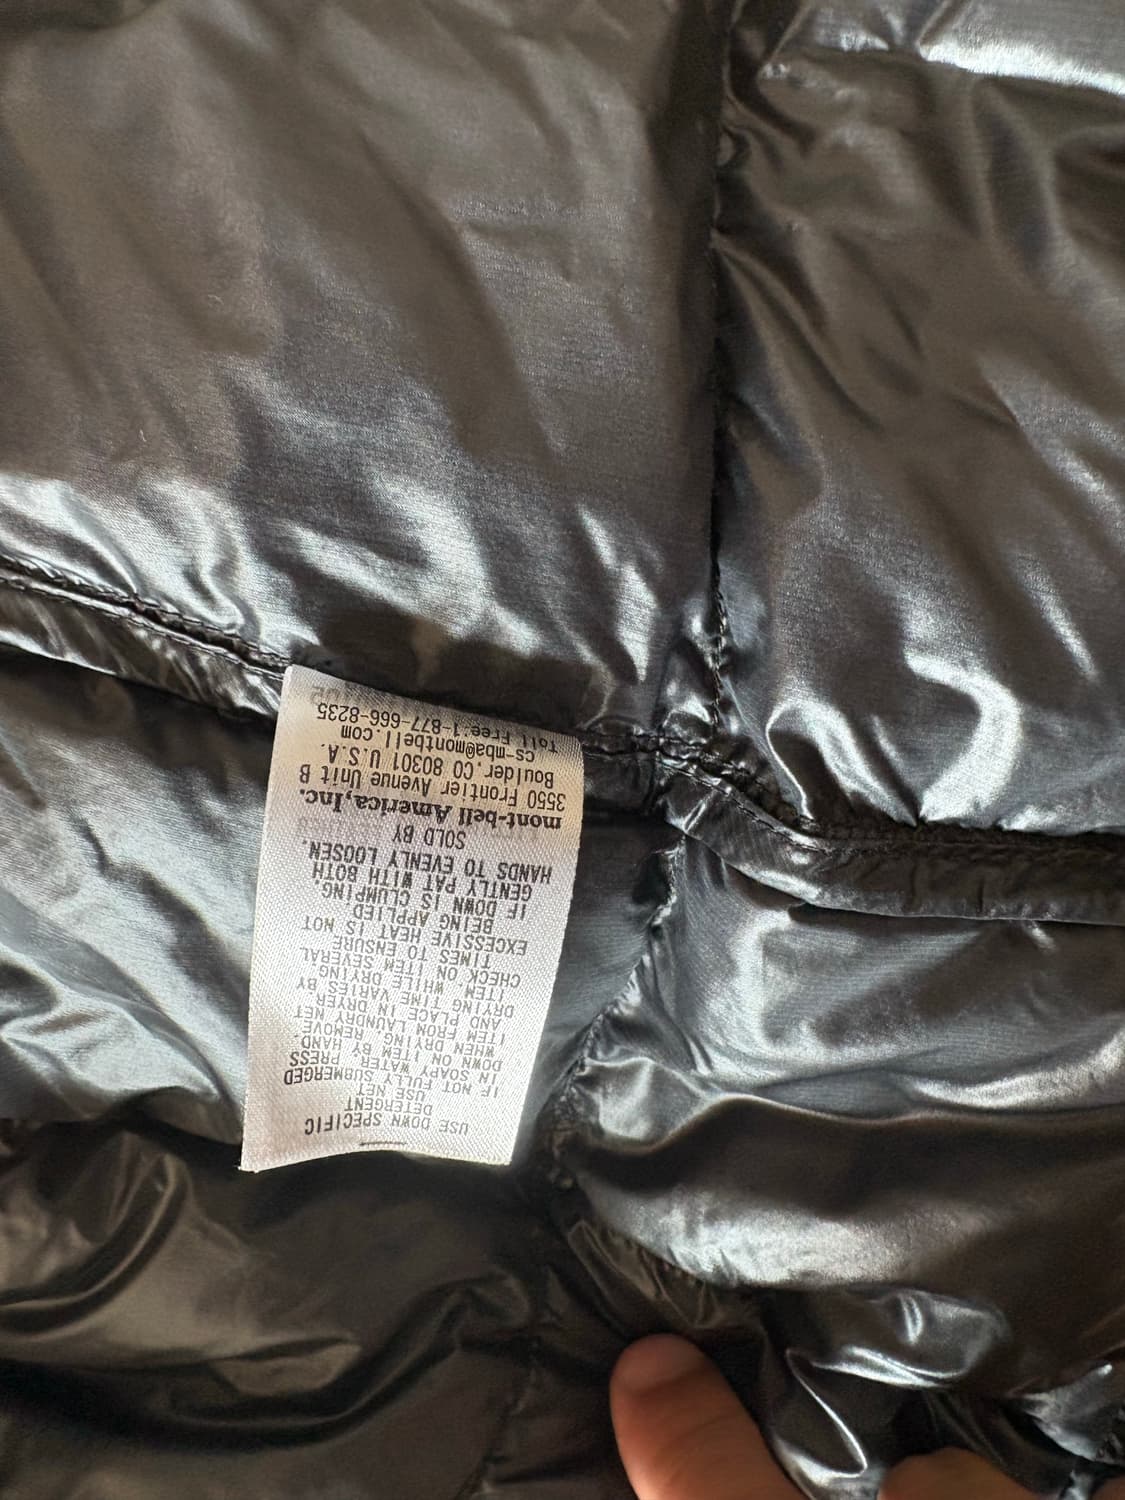 USE DOWN SPECIFIC
DETERGENT
USE NET
IF NOT FULLY SUBMERGED
IN SOAPY WATER, PRESS
DOWN ON ITEM BY HAND
WHEN DRYING REMOVE
ITEM FROM LAUNDRY NET
AND PLACE IN DRYER
DRYING TIME VARIES BY
ITEM WHILE DRYING
CHECK ON ITEM SEVERAL
TIMES TO ENSURE
EXCESSIVE HEAT IS NOT
BEING APPLIED
IF DOWN IS CLUMPING,
GENTLY PAT WITH BOTH
HANDS TO EVENLY LOOSEN.
SOLD BY
mont-bell America,Inc.
3550 Frontier Avenue Unit B
Boulder,CO 80301 U.S.A.
cs-mba@montbell.com
Toll Free:1-877-666-8235